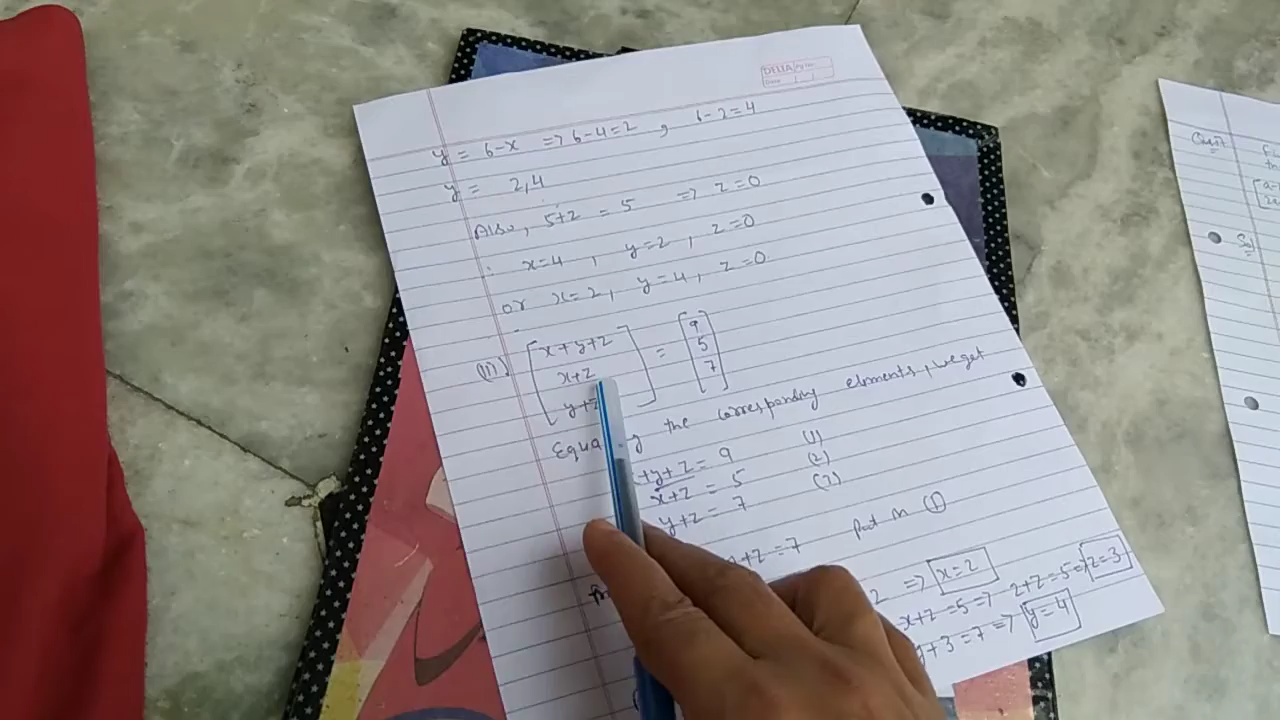 DELTA
Date
y = 6-x => 6-4=2 , 6-2=4
y = 2,4
Also, 5+z = 5 => z=0
∴ x=4 , y=2 , z=0
or x=2, y=4, z=0
(iii) [x+y+z x+z y+z] = [9 5 7]
the corresponding elements, we get
+y+z = 9 (1)
x+z = 5 (2)
y+z = 7 (3)
+z=7 put in (1)
2 => x=2
x+z=5 => 2+z=5 => z=3
y+3=7 => y=4
Sol